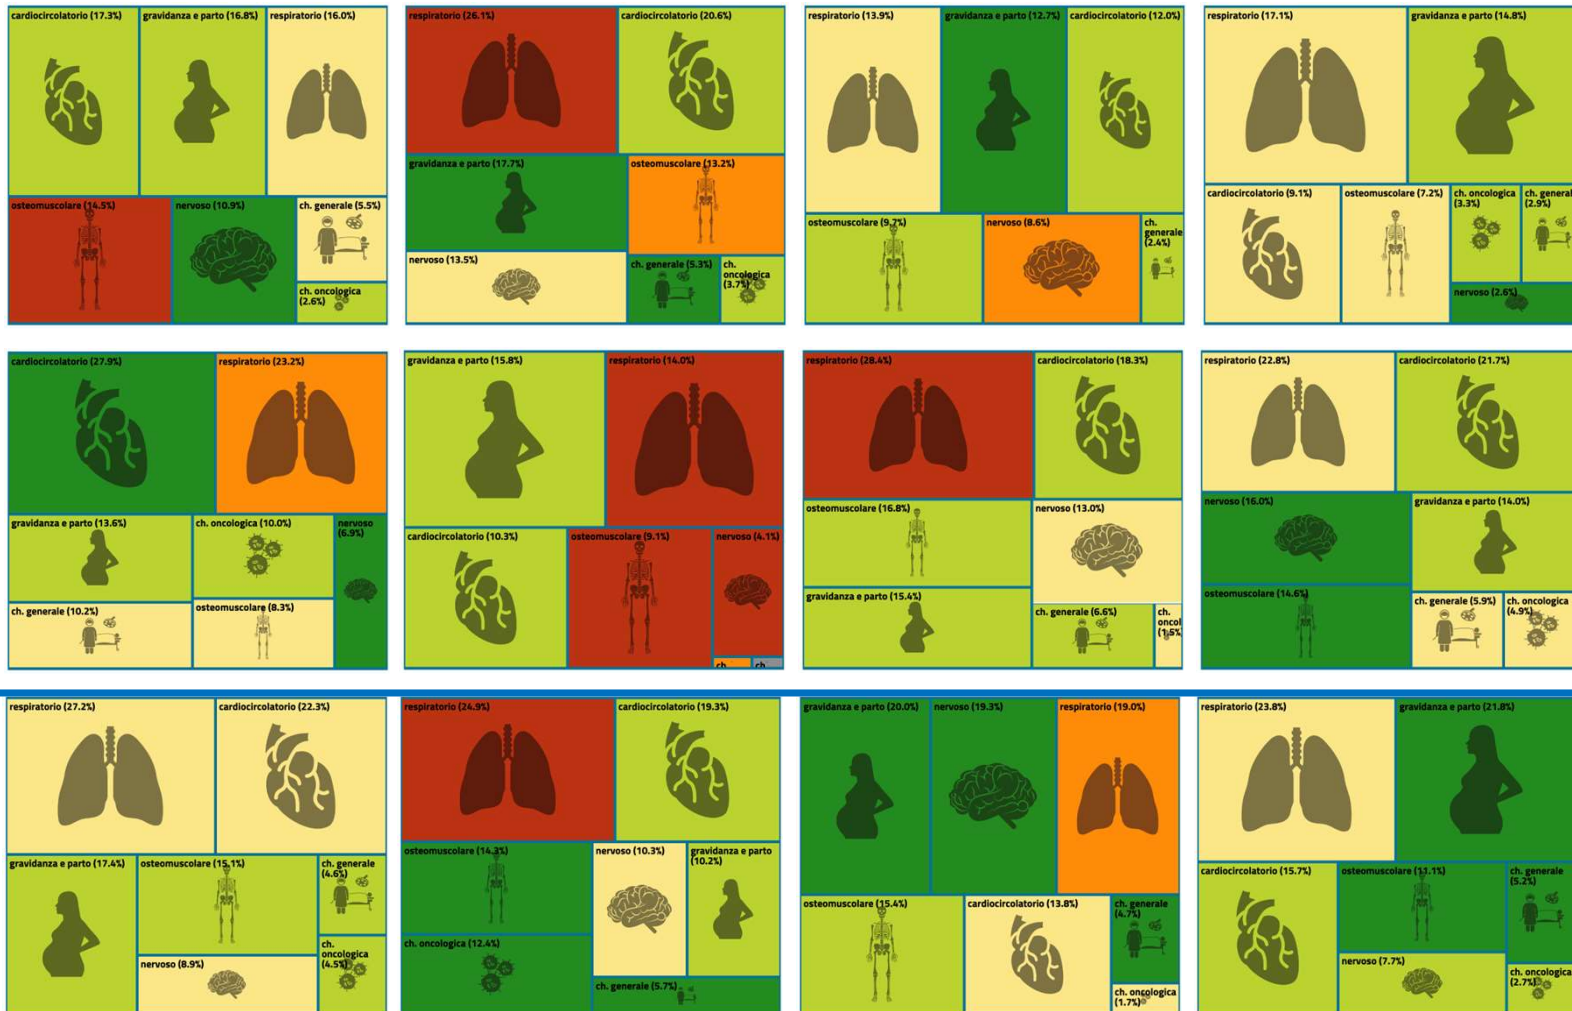 cardiocircolatorio (17.3%)
gravidanza e parto (16.8%)
respiratorio (16.0%)
osteomuscolare (14.5%)
nervoso (10.9%)
ch. generale (5.5%)
ch. oncologica
(2.6%)
respiratorio (26.1%)
cardiocircolatorio (20.6%)
gravidanza e parto (17.7%)
osteomuscolare (13.2%)
nervoso (13.5%)
ch. generale (5.3%)
ch.
oncologica
(3.7%)
respiratorio (13.9%)
gravidanza e parto (12.7%)
cardiocircolatorio (12.0%)
osteomuscolare (9.7%)
nervoso (8.6%)
ch.
generale
(2.4%)
respiratorio (17.1%)
gravidanza e parto (14.8%)
cardiocircolatorio (9.1%)
osteomuscolare (7.2%)
ch. oncologica
(3.3%)
ch. general
(2.9%)
nervoso (2.6%)
cardiocircolatorio (27.9%)
respiratorio (23.2%)
gravidanza e parto (13.6%)
ch. oncologica (10.0%)
nervoso
(6.9%)
ch. generale (10.2%)
osteomuscolare (8.3%)
gravidanza e parto (15.8%)
respiratorio (14.0%)
cardiocircolatorio (10.3%)
osteomuscolare (9.1%)
nervoso (4.1%)
ch.
ch.
respiratorio (28.4%)
cardiocircolatorio (18.3%)
osteomuscolare (16.8%)
nervoso (13.0%)
gravidanza e parto (15.4%)
ch. generale (6.6%)
ch.
oncol
(1.5%)
respiratorio (22.8%)
cardiocircolatorio (21.7%)
nervoso (16.0%)
gravidanza e parto (14.0%)
osteomuscolare (14.6%)
ch. generale (5.9%)
ch. oncologica
(4.9%)
respiratorio (27.2%)
cardiocircolatorio (22.3%)
gravidanza e parto (17.4%)
osteomuscolare (15.1%)
ch. generale
(4.6%)
nervoso (8.9%)
ch.
oncologica
(4.5%)
respiratorio (24.9%)
cardiocircolatorio (19.3%)
osteomuscolare (14.3%)
nervoso (10.3%)
gravidanza e parto
(10.2%)
ch. oncologica (12.4%)
ch. generale (5.7%)
gravidanza e parto (20.0%)
nervoso (19.3%)
respiratorio (19.0%)
osteomuscolare (15.4%)
cardiocircolatorio (13.8%)
ch. generale
(4.7%)
ch. oncologica
(1.7%)
respiratorio (23.8%)
gravidanza e parto (21.8%)
cardiocircolatorio (15.7%)
osteomuscolare (11.1%)
ch. generale
(5.2%)
nervoso (7.7%)
ch. oncologica
(2.7%)